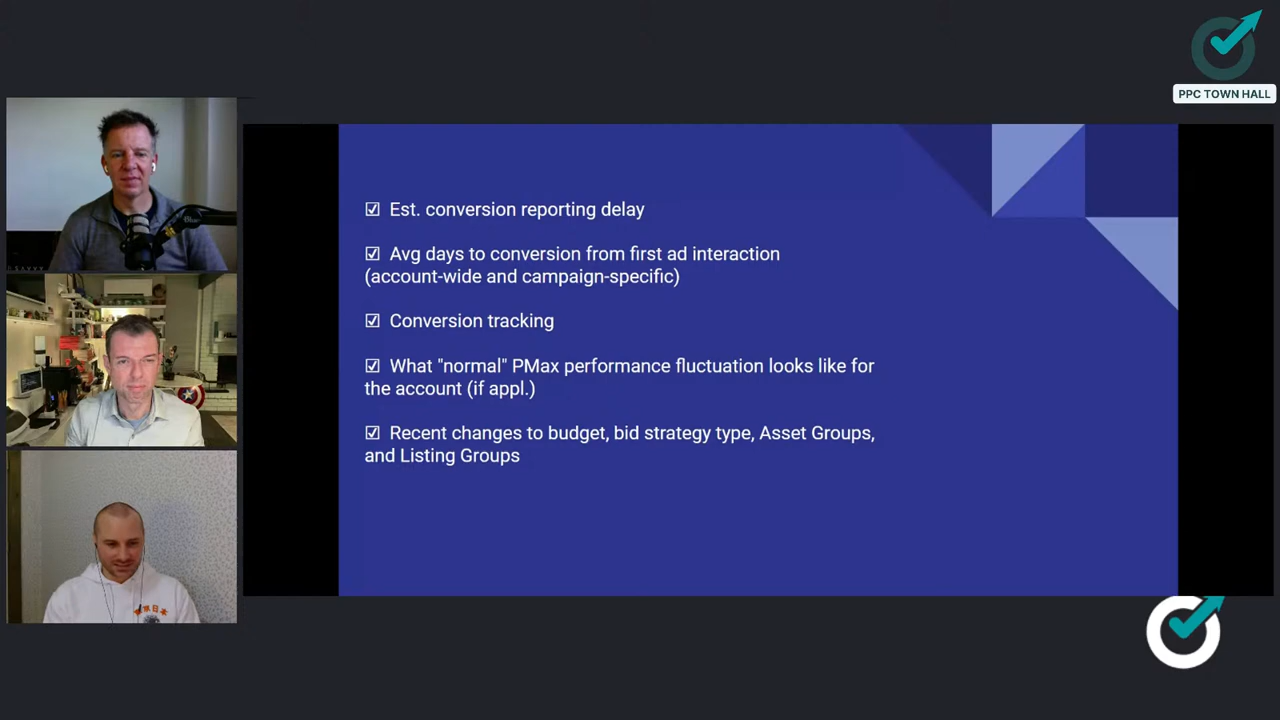 PPC TOWN HALL
☑ Est. conversion reporting delay
☑ Avg days to conversion from first ad interaction
(account-wide and campaign-specific)
☑ Conversion tracking
☑ What "normal" PMax performance fluctuation looks like for
the account (if appl.)
☑ Recent changes to budget, bid strategy type, Asset Groups,
and Listing Groups